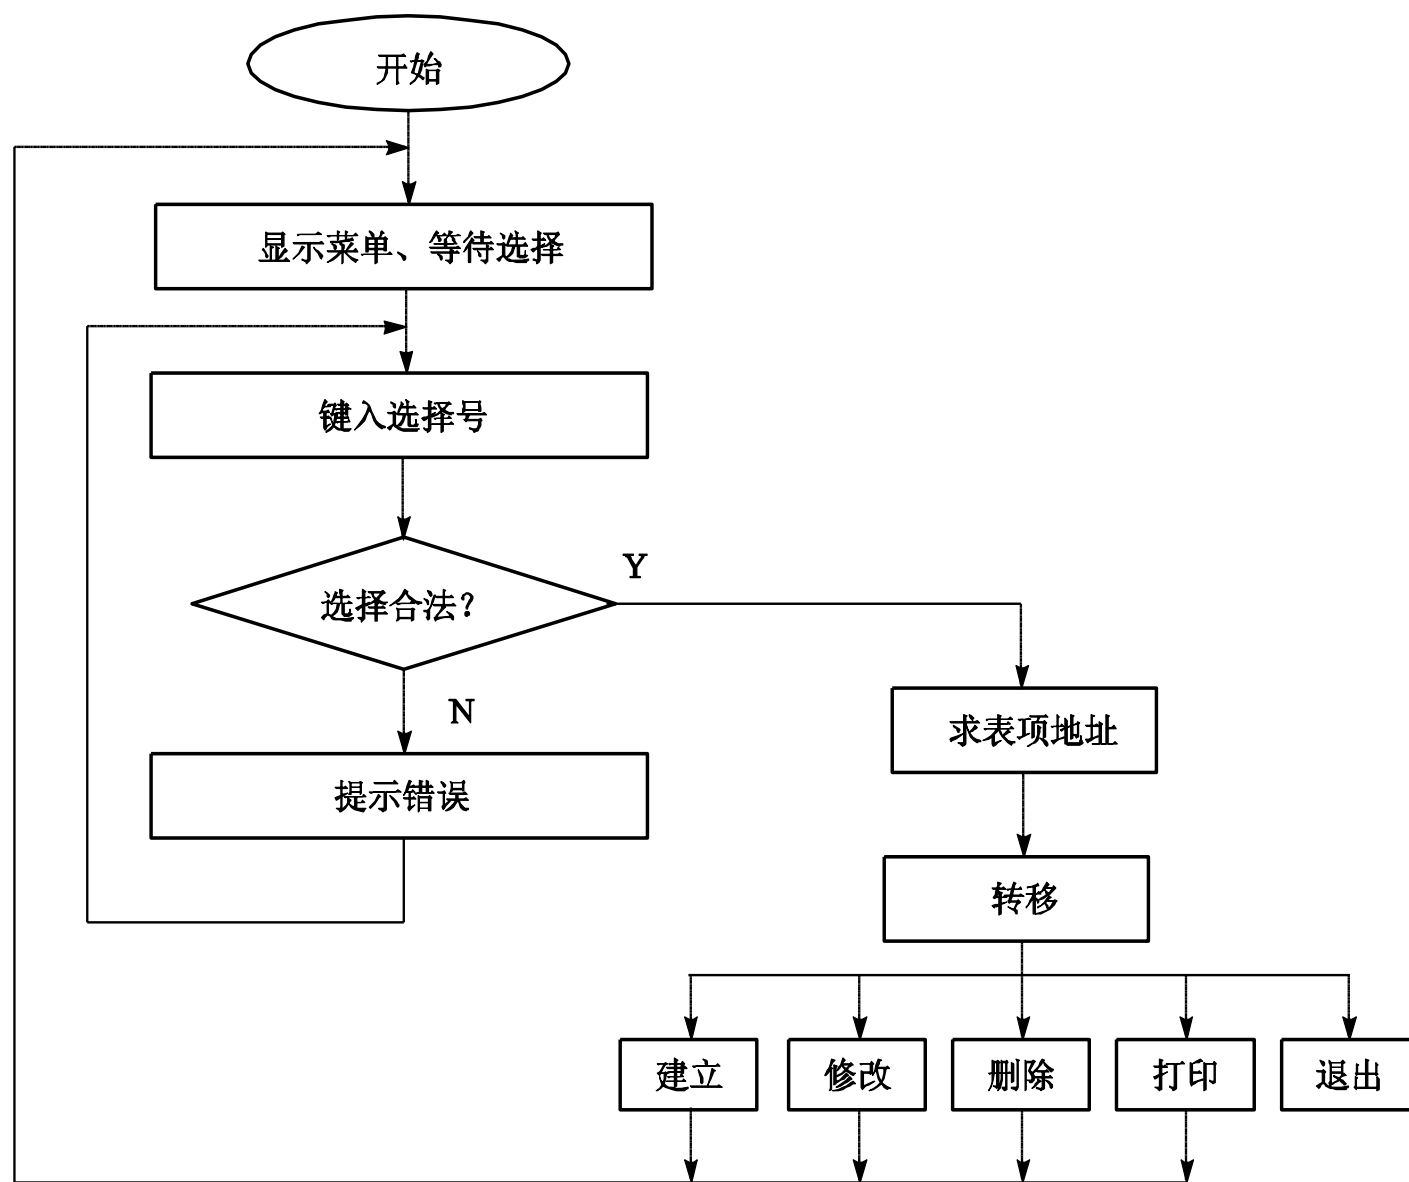 开始
显示菜单、等待选择
键入选择号
Y
选择合法？
N
求表项地址
提示错误
转移
建立
修改
删除
打印
退出